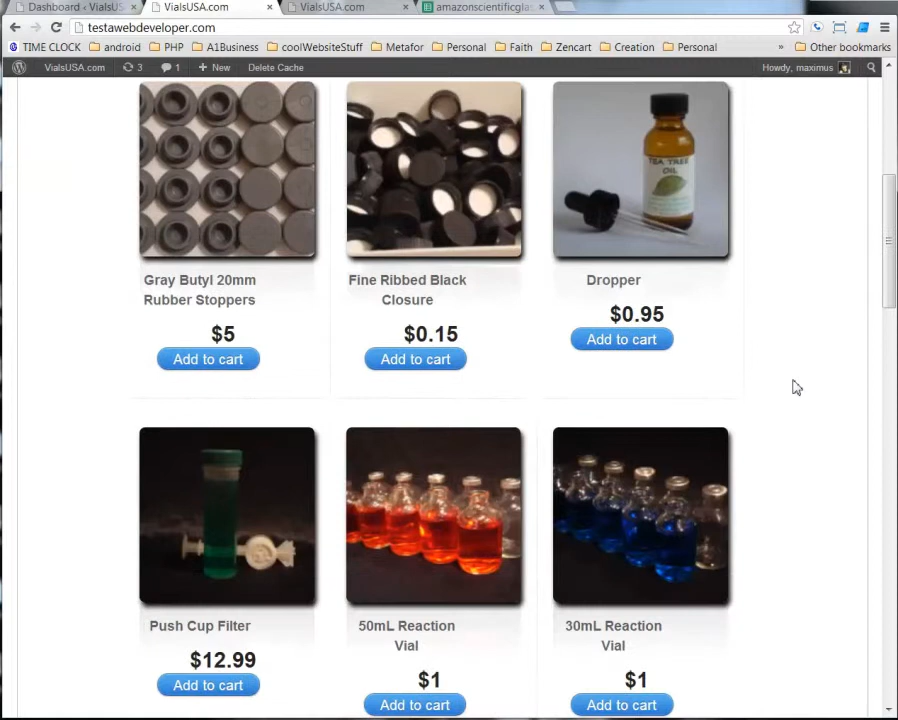 Dashboard ‹ VialsUS
VialsUSA.com
VialsUSA.com
amazonscientificglas
testawebdeveloper.com
TIME CLOCK android PHP A1Business coolWebsiteStuff Metafor Personal Faith Zencart Creation Personal » Other bookmarks
VialsUSA.com 3 1 + New Delete Cache Howdy, maximus
TEA TREE
OIL
Gray Butyl 20mm
Rubber Stoppers
$5
Add to cart
Fine Ribbed Black
Closure
$0.15
Add to cart
Dropper
$0.95
Add to cart
Push Cup Filter
$12.99
Add to cart
50mL Reaction
Vial
$1
Add to cart
30mL Reaction
Vial
$1
Add to cart